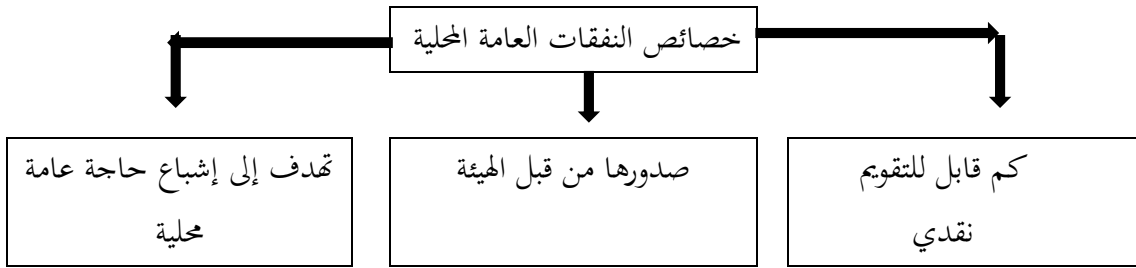 خصائص النفقات العامة المحلية
كم قابل للتقويم
نقدي
صدورها من قبل الهيئة
تهدف إلى إشباع حاجة عامة
محلية